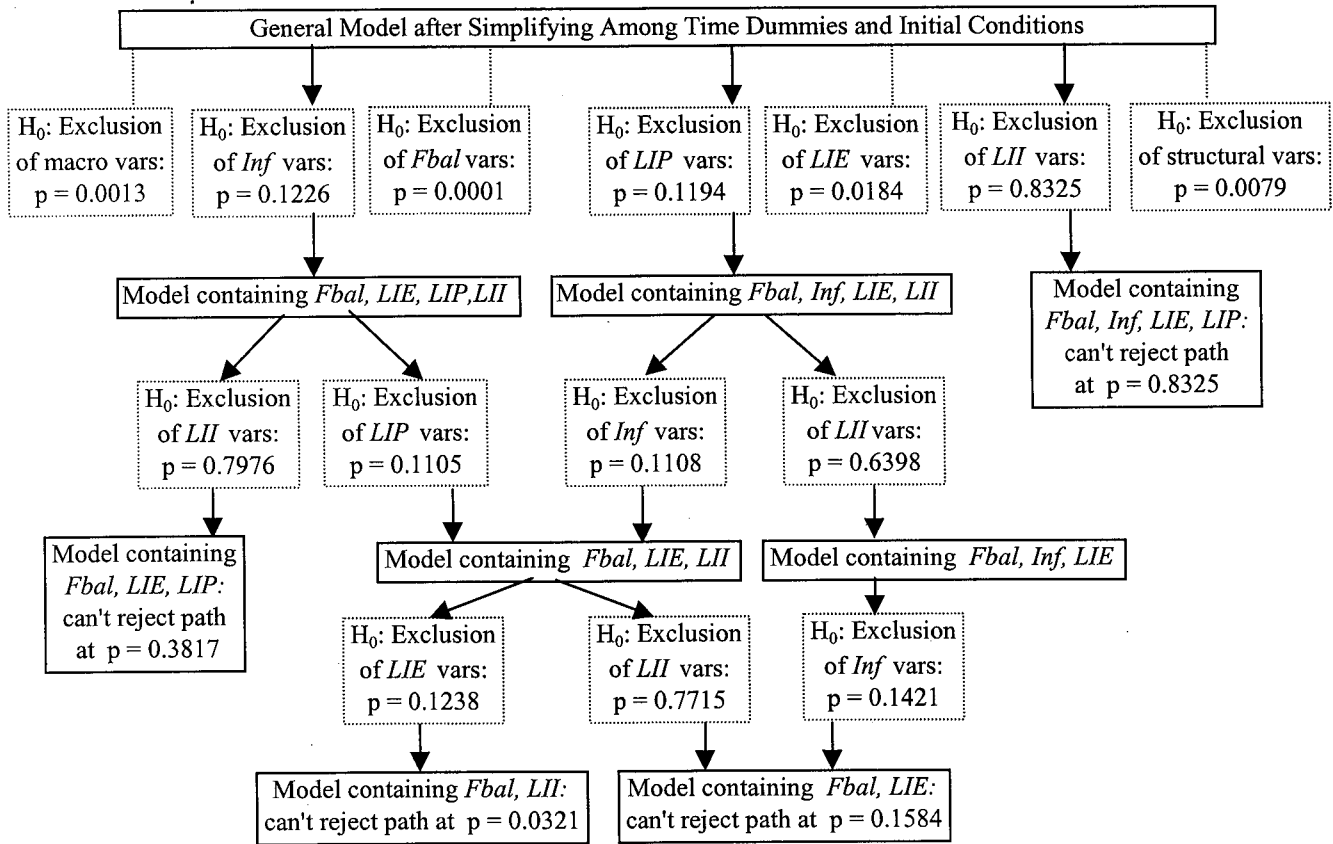 General Model after Simplifying Among Time Dummies and Initial Conditions
H₀: Exclusion
of macro vars:
p = 0.0013
H₀: Exclusion
of Inf vars:
p = 0.1226
H₀: Exclusion
of Fbal vars:
p = 0.0001
H₀: Exclusion
of LIP vars:
p = 0.1194
H₀: Exclusion
of LIE vars:
p = 0.0184
H₀: Exclusion
of LII vars:
p = 0.8325
H₀: Exclusion
of structural vars:
p = 0.0079
Model containing Fbal, LIE, LIP,LII
Model containing Fbal, Inf, LIE, LII
Model containing
Fbal, Inf, LIE, LIP:
can't reject path
at p = 0.8325
H₀: Exclusion
of LII vars:
p = 0.7976
H₀: Exclusion
of LIP vars:
p = 0.1105
H₀: Exclusion
of Inf vars:
p = 0.1108
H₀: Exclusion
of LII vars:
p = 0.6398
Model containing
Fbal, LIE, LIP:
can't reject path
at p = 0.3817
Model containing Fbal, LIE, LII
Model containing Fbal, Inf, LIE
H₀: Exclusion
of LIE vars:
p = 0.1238
H₀: Exclusion
of LII vars:
p = 0.7715
H₀: Exclusion
of Inf vars:
p = 0.1421
Model containing Fbal, LII:
can't reject path at p = 0.0321
Model containing Fbal, LIE:
can't reject path at p = 0.1584